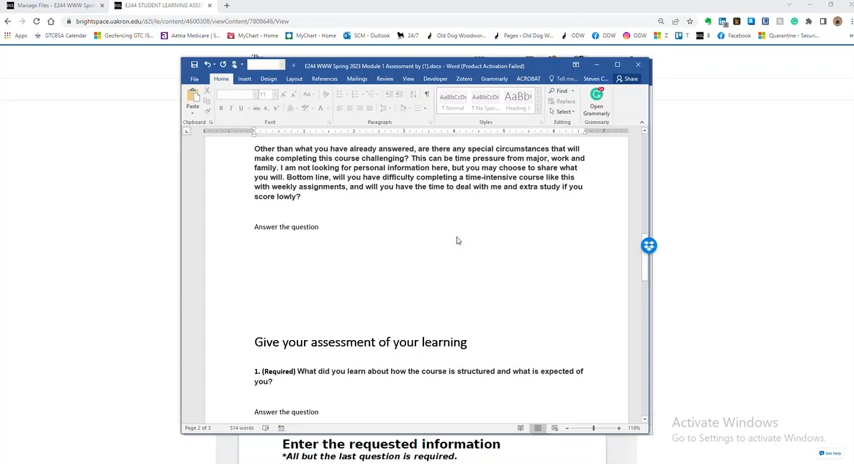 Manage Files - E244 WWW Spring
E244 STUDENT LEARNING ASSES
brightspace.uakron.edu/d2l/le/content/4600308/viewContent/7808646/View
Apps
GTCBSA Calendar
Geofencing GTC IS...
Aetna Medicare | S...
MyChart - Home
MyChart - Home
SCM - Outlook
24/7
Old Dog Woodwor...
Pages - Old Dog W...
ODW
ODW
ODW
Z
T
8
Facebook
Quarantine - Securi...
E244 WWW Spring 2023 Module 1 Assessment by (1).docx - Word (Product Activation Failed)
File
Home
Insert
Design
Layout
References
Mailings
Review
View
Developer
Zotero
Grammarly
ACROBAT
Tell me...
Steven C...
Share
Paste
11
AaBbCcDc
AaBbCcDc
AaBbC
¶ Normal
¶ No Spac...
Heading 1
Find
Replace
Select
Open
Grammarly
Clipboard
Font
Paragraph
Styles
Editing
Grammarly
Other than what you have already answered, are there any special circumstances that will
make completing this course challenging? This can be time pressure from major, work and
family. I am not looking for personal information here, but you may choose to share what
you will. Bottom line, will you have difficulty completing a time-intensive course like this
with weekly assignments, and will you have the time to deal with me and extra study if you
score lowly?
Answer the question
Give your assessment of your learning
1. (Required) What did you learn about how the course is structured and what is expected of
you?
Answer the question
Page 2 of 3
514 words
118%
Activate Windows
Go to Settings to activate Windows.
Enter the requested information
*All but the last question is required.
Get Help